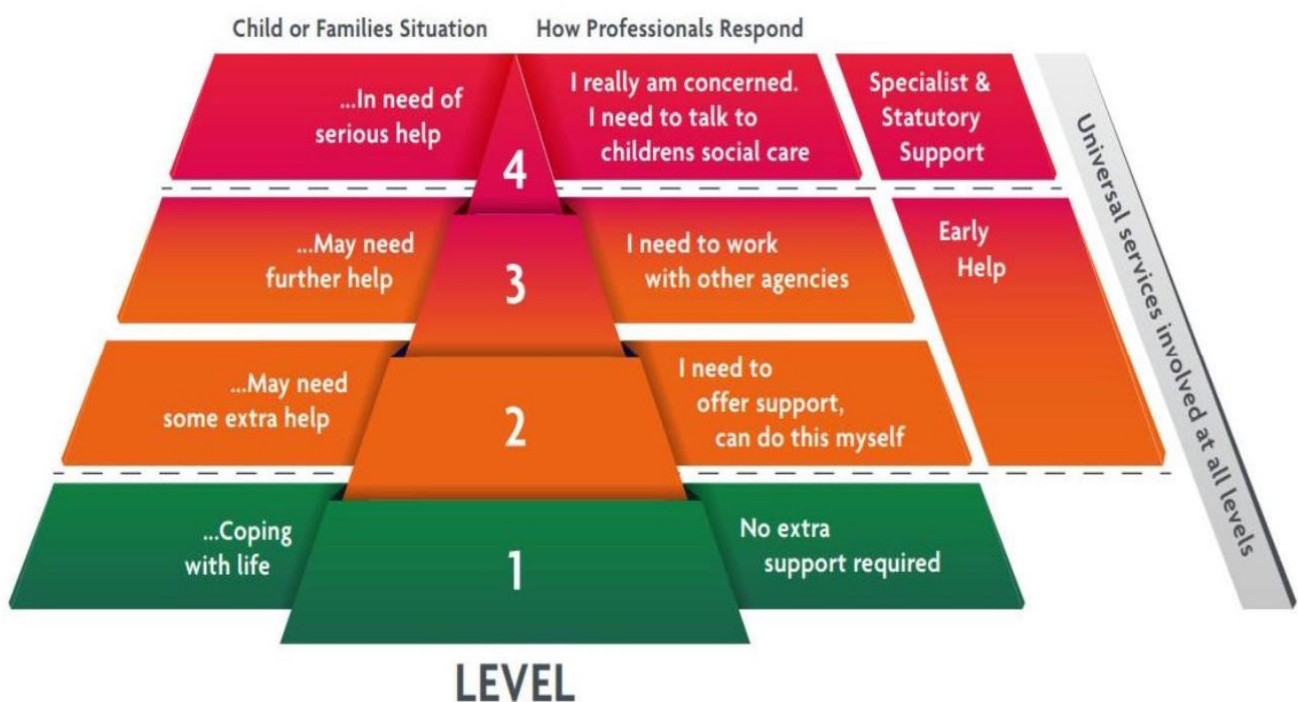 Child or Families Situation
How Professionals Respond
...In need of
serious help
4
I really am concerned.
I need to talk to
childrens social care
Specialist &
Statutory
Support
...May need
further help
3
I need to work
with other agencies
Early
Help
...May need
some extra help
2
I need to
offer support,
can do this myself
...Coping
with life
1
No extra
support required
Universal services involved at all levels
LEVEL